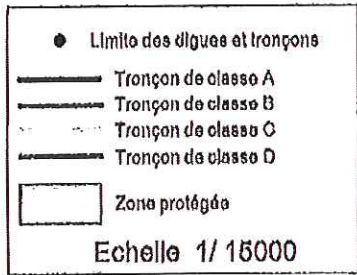 Limite des digues et tronçons
Tronçon de classe A
Tronçon de classe B
Tronçon de classe C
Tronçon de classe D
Zone protégée
Echelle 1/ 15000